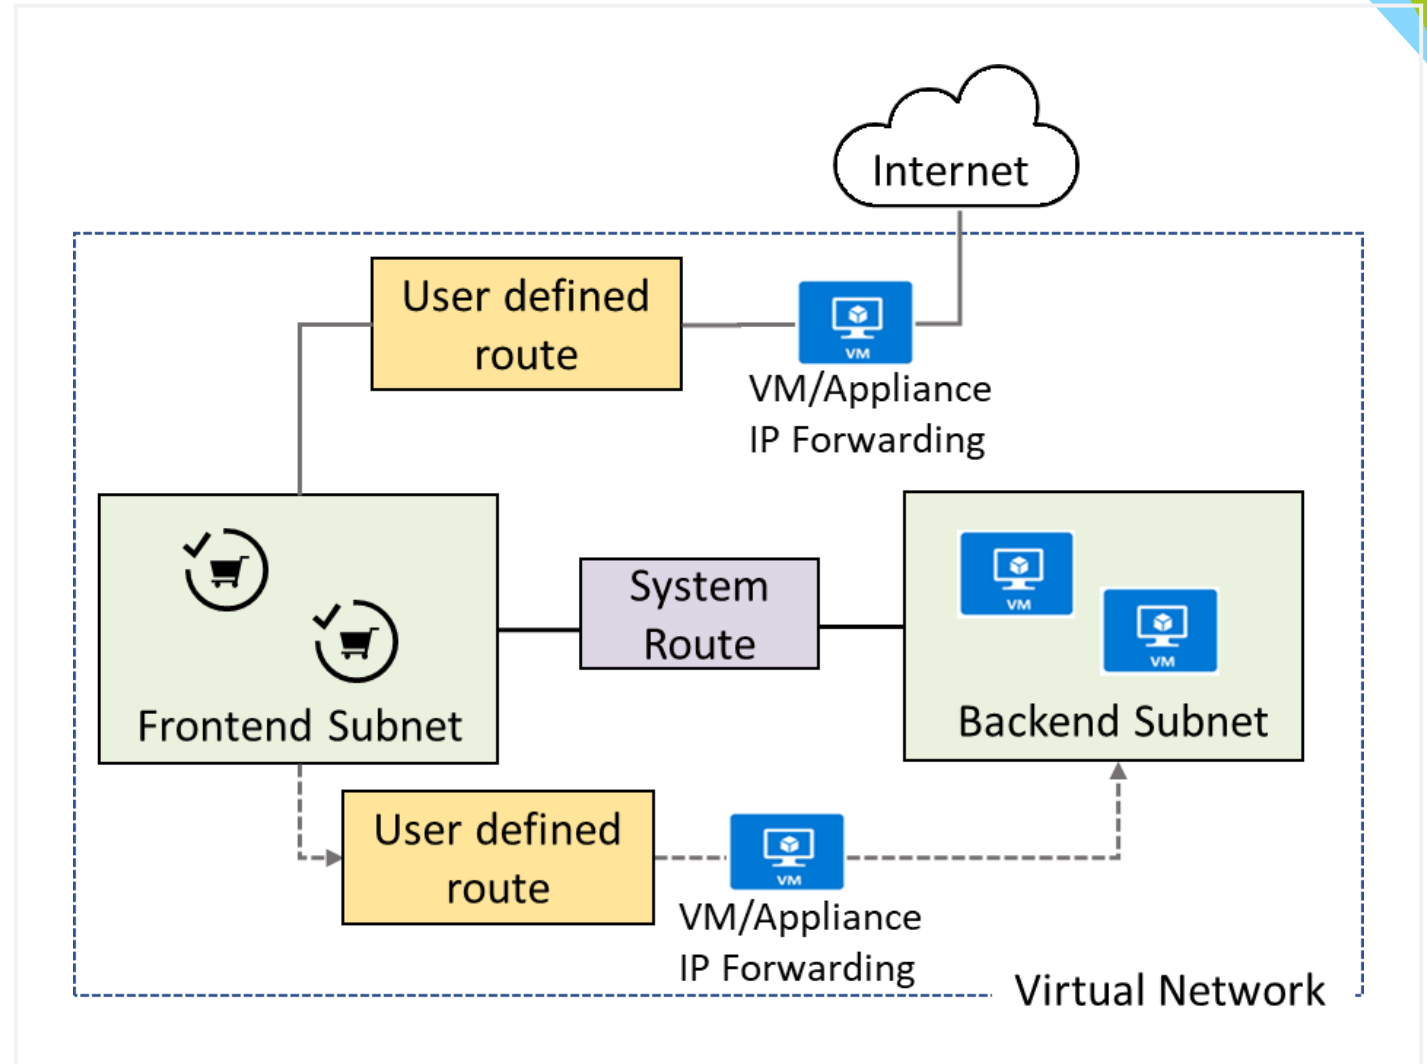 Internet
User defined
route
VM
VM/Appliance
IP Forwarding
Frontend Subnet
System
Route
VM
VM
Backend Subnet
User defined
route
VM
VM/Appliance
IP Forwarding
Virtual Network